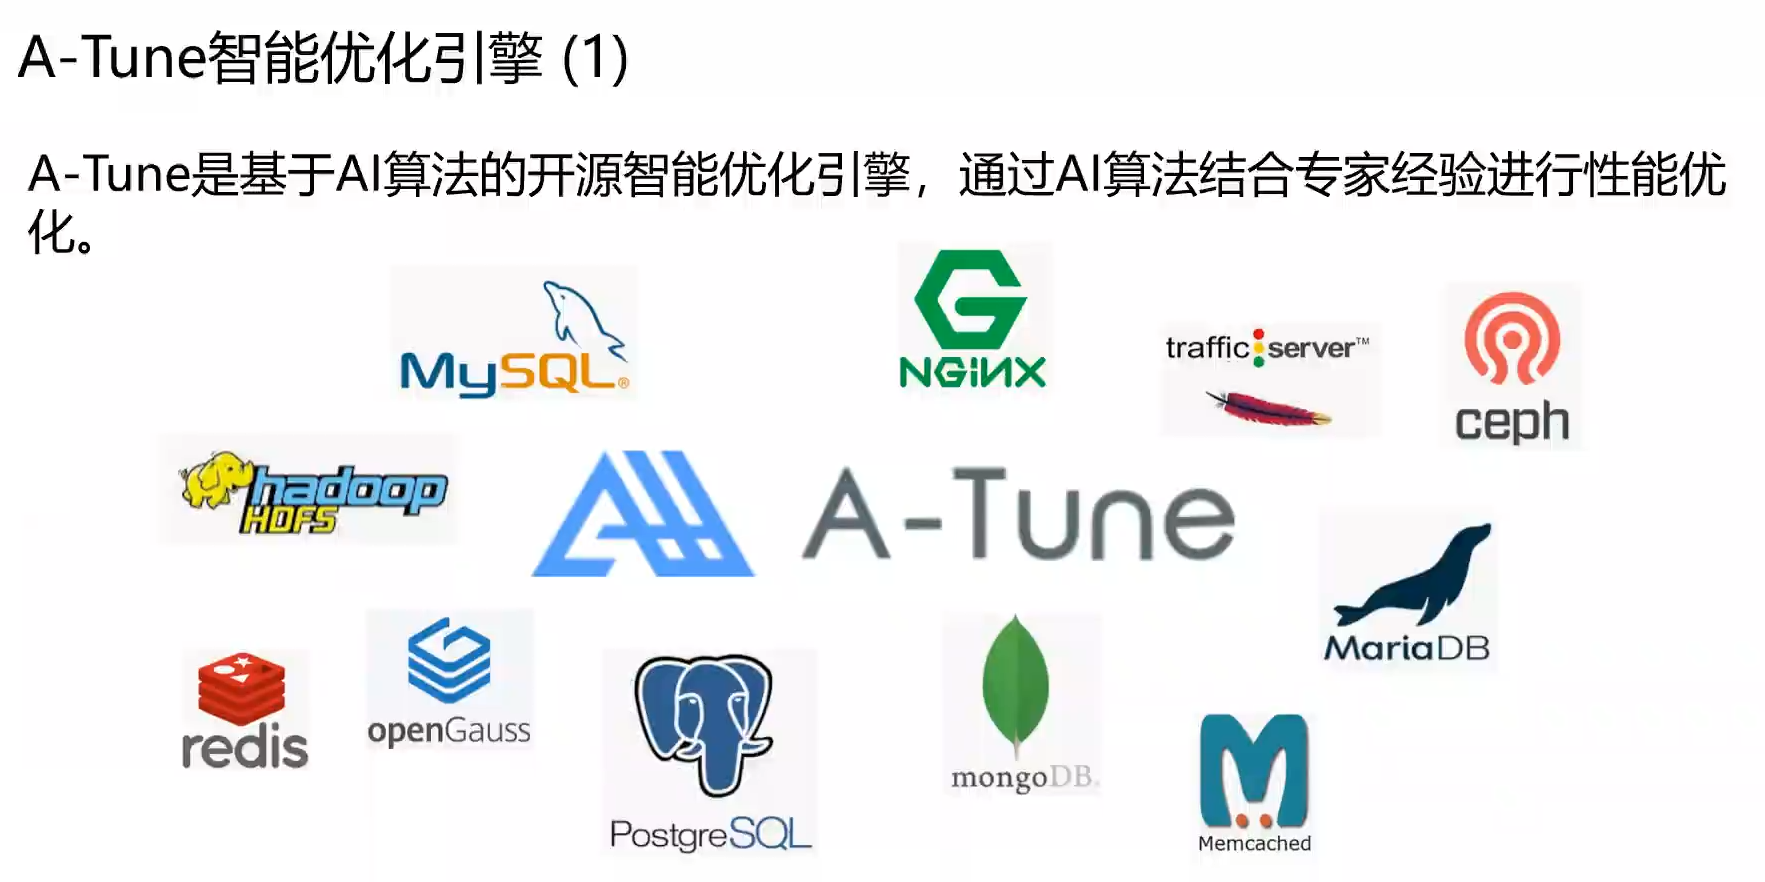 A-Tune智能优化引擎 (1)
A-Tune是基于AI算法的开源智能优化引擎，通过AI算法结合专家经验进行性能优
化。
MySQL®
NGiNX
traffic server™
ceph
hadoop
HDFS
A-Tune
MariaDB
redis
openGauss
PostgreSQL
mongoDB.
Memcached